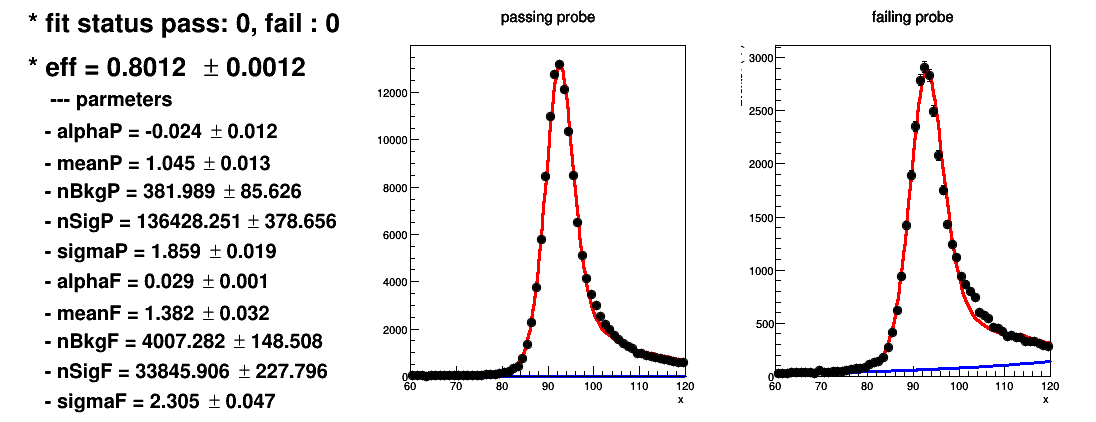 * fit status pass: 0, fail : 0
* eff = 0.8012 ± 0.0012
--- parmeters
- alphaP = -0.024 ± 0.012
- meanP = 1.045 ± 0.013
- nBkgP = 381.989 ± 85.626
- nSigP = 136428.251 ± 378.656
- sigmaP = 1.859 ± 0.019
- alphaF = 0.029 ± 0.001
- meanF = 1.382 ± 0.032
- nBkgF = 4007.282 ± 148.508
- nSigF = 33845.906 ± 227.796
- sigmaF = 2.305 ± 0.047
passing probe
12000
10000
8000
6000
4000
2000
0
60 70 80 90 100 110 120
x
failing probe
3000
2500
2000
1500
1000
500
0
60 70 80 90 100 110 120
x